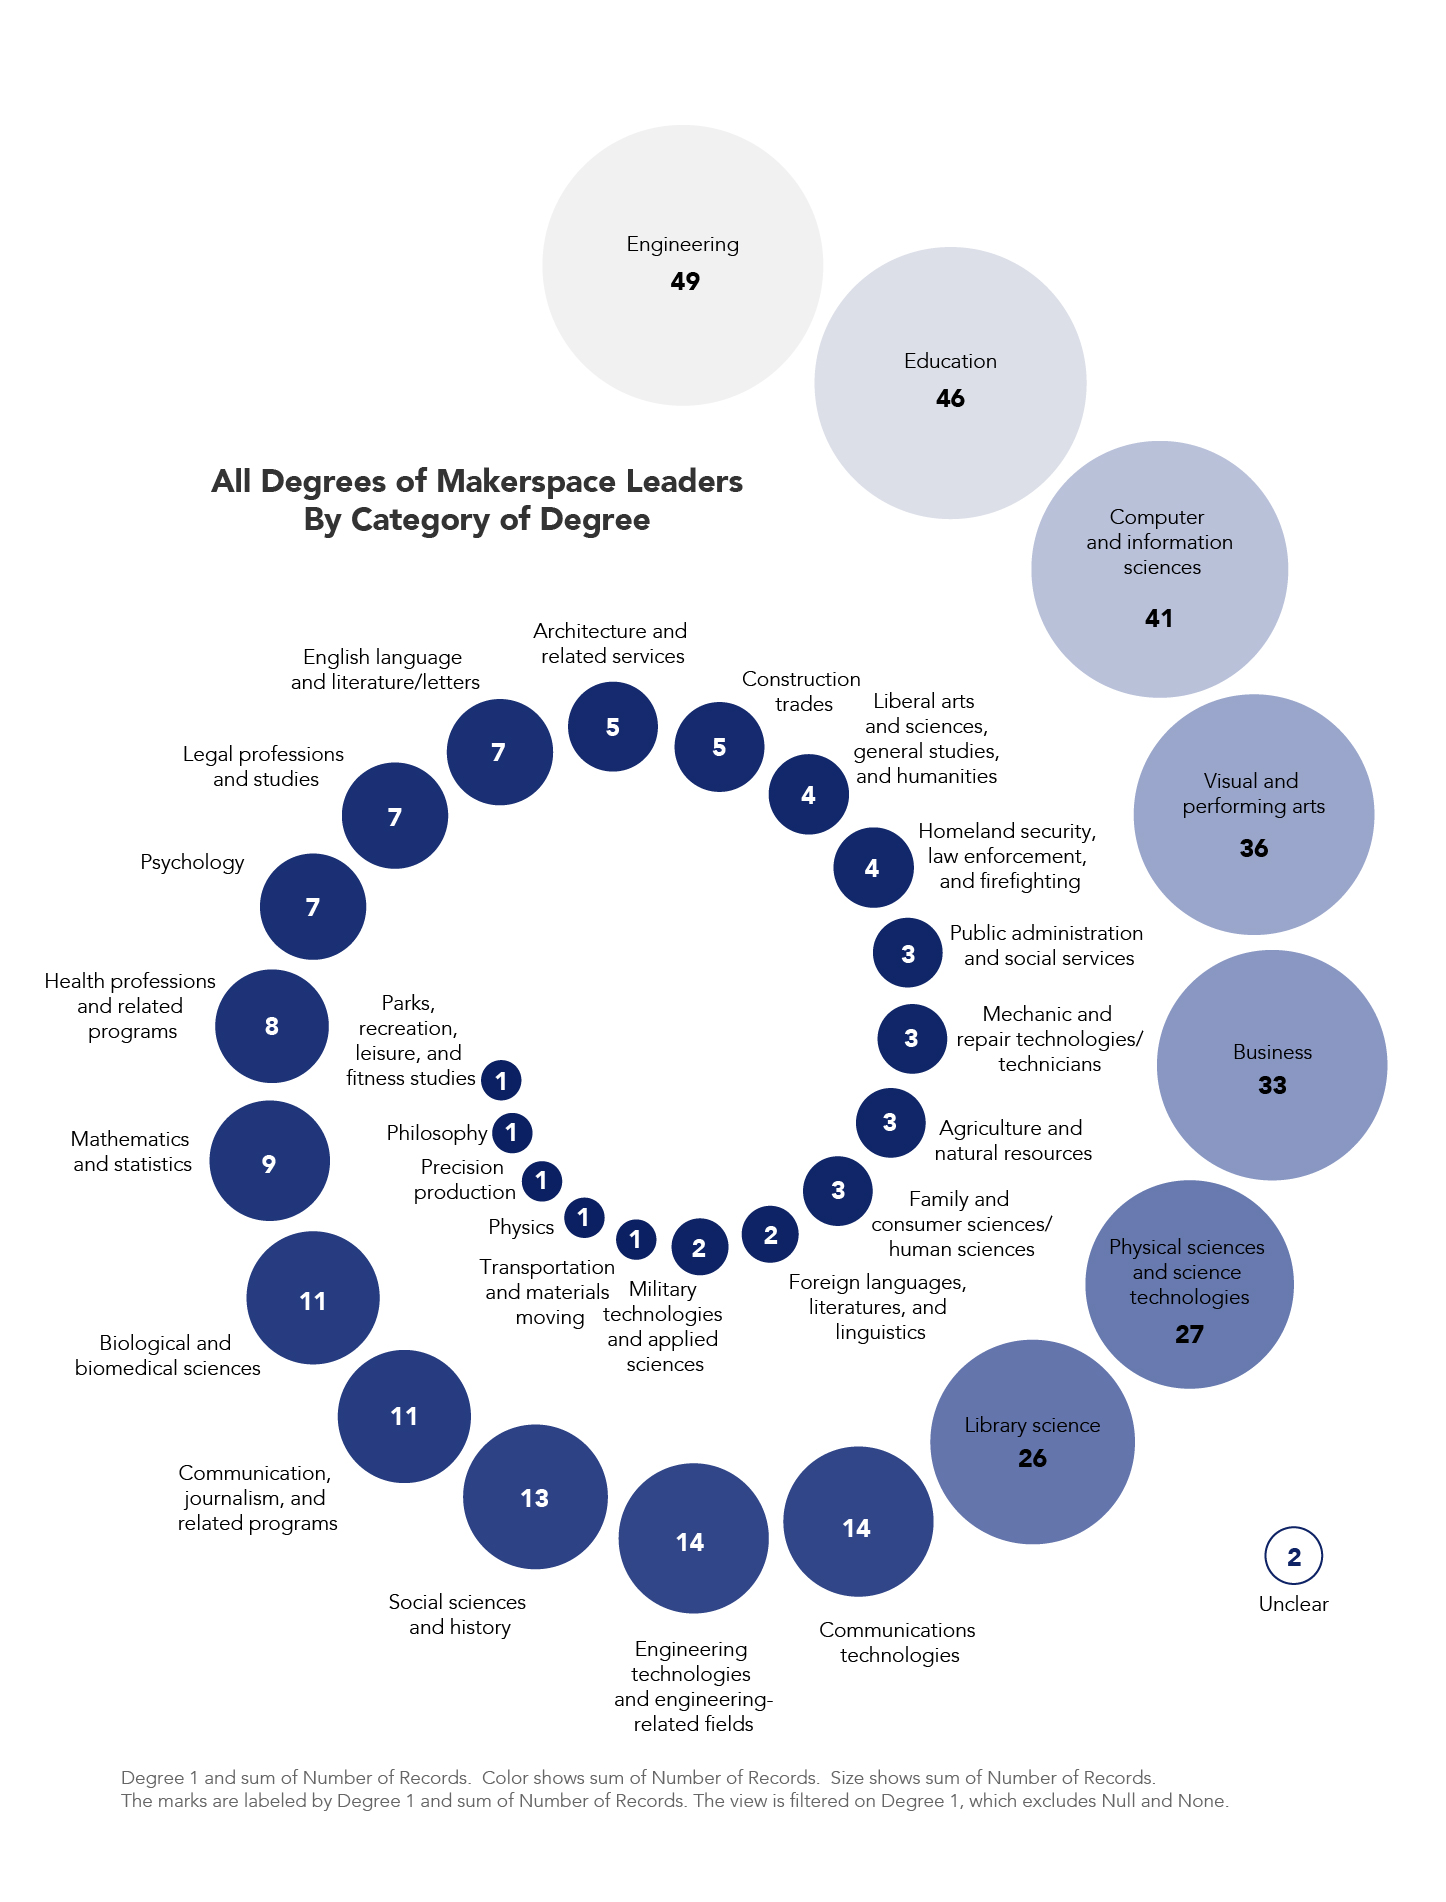 Engineering
49
Education
46
All Degrees of Makerspace Leaders
By Category of Degree
Computer
and information
sciences
41
Visual and
performing arts
36
Business
33
Physical sciences
and science
technologies
27
Library science
26
14
Communications
technologies
14
Engineering
technologies
and engineering-
related fields
13
Social sciences
and history
11
Communication,
journalism, and
related programs
11
Biological and
biomedical sciences
9
Mathematics
and statistics
8
Health professions
and related
programs
7
Psychology
7
Legal professions
and studies
7
English language
and literature/letters
5
Architecture and
related services
5
Construction
trades
4
Liberal arts
and sciences,
general studies,
and humanities
4
Homeland security,
law enforcement,
and firefighting
3
Public administration
and social services
3
Mechanic and
repair technologies/
technicians
3
Agriculture and
natural resources
3
Family and
consumer sciences/
human sciences
2
Foreign languages,
literatures, and
linguistics
2
Military
technologies
and applied
sciences
1
Transportation
and materials
moving
1
Physics
1
Precision
production
1
Philosophy
1
Parks,
recreation,
leisure, and
fitness studies
2
Unclear
Degree 1 and sum of Number of Records.  Color shows sum of Number of Records.  Size shows sum of Number of Records.
The marks are labeled by Degree 1 and sum of Number of Records. The view is filtered on Degree 1, which excludes Null and None.